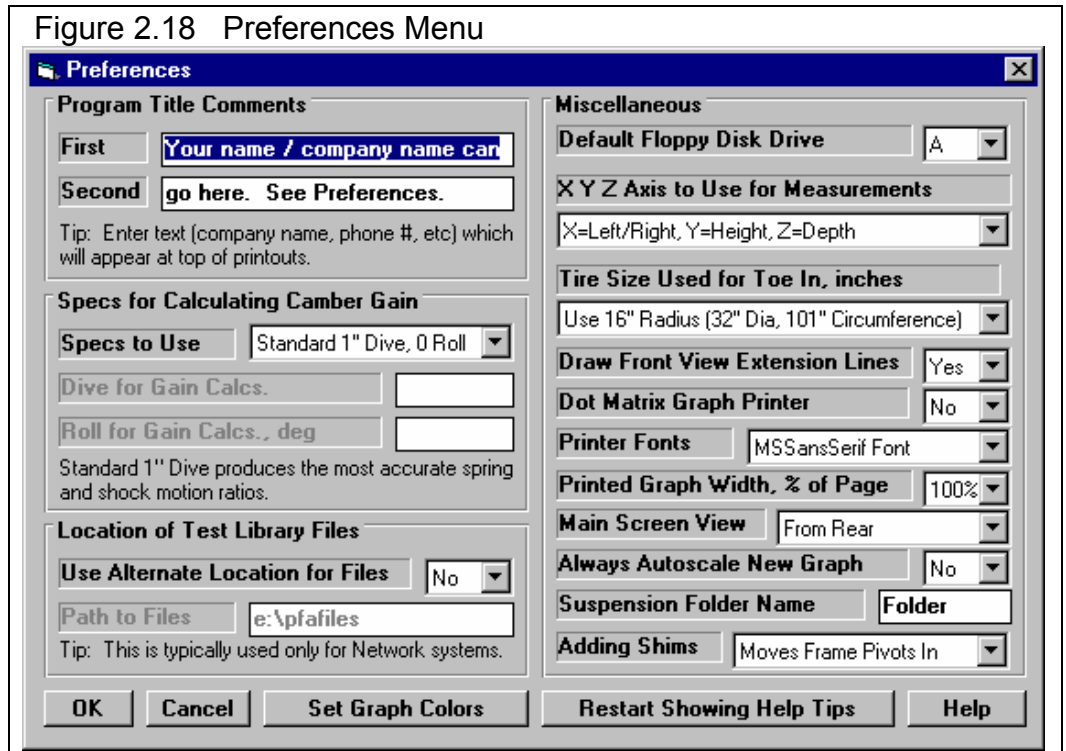 Figure 2.18 Preferences Menu
Preferences
Program Title Comments
First Your name / company name can
Second go here. See Preferences.
Tip: Enter text (company name, phone #, etc) which
will appear at top of printouts.
Specs for Calculating Camber Gain
Specs to Use Standard 1" Dive, 0 Roll
Dive for Gain Calcs.
Roll for Gain Calcs., deg
Standard 1" Dive produces the most accurate spring
and shock motion ratios.
Location of Test Library Files
Use Alternate Location for Files No
Path to Files e:\pfafiles
Tip: This is typically used only for Network systems.
Miscellaneous
Default Floppy Disk Drive A
X Y Z Axis to Use for Measurements
X=Left/Right, Y=Height, Z=Depth
Tire Size Used for Toe In, inches
Use 16" Radius (32" Dia, 101" Circumference)
Draw Front View Extension Lines Yes
Dot Matrix Graph Printer No
Printer Fonts MSSansSerif Font
Printed Graph Width, % of Page 100%
Main Screen View From Rear
Always Autoscale New Graph No
Suspension Folder Name Folder
Adding Shims Moves Frame Pivots In
OK Cancel Set Graph Colors Restart Showing Help Tips Help